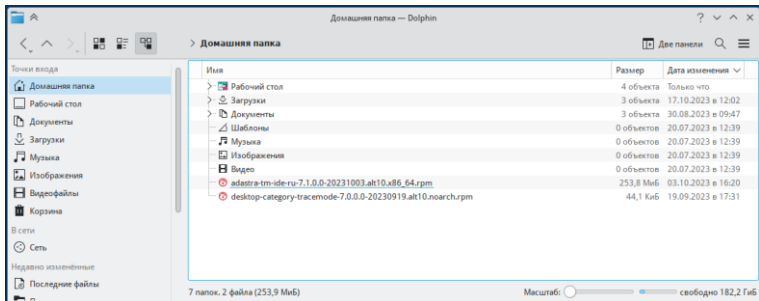 Домашняя папка — Dolphin
Домашняя папка
Две панели
Точки входа
Домашняя папка
Рабочий стол
Документы
Загрузки
Музыка
Изображения
Видеофайлы
Корзина
В сети
Сеть
Недавно изменённые
Последние файлы
Имя Размер Дата изменения
Рабочий стол 4 объекта Только что
Загрузки 3 объекта 17.10.2023 в 12:02
Документы 3 объекта 30.08.2023 в 09:47
Шаблоны 0 объектов 20.07.2023 в 12:39
Музыка 0 объектов 20.07.2023 в 12:39
Изображения 0 объектов 20.07.2023 в 12:39
Видео 0 объектов 20.07.2023 в 12:39
adastra-tm-ide-ru-7.1.0.0-20231003.alt10.x86_64.rpm 253,8 МиБ 03.10.2023 в 16:20
desktop-category-tracemode-7.0.0.0-20230919.alt10.noarch.rpm 44,1 КиБ 19.09.2023 в 17:31
7 папок, 2 файла (253,9 МиБ) Масштаб: свободно 182,2 ГиБ